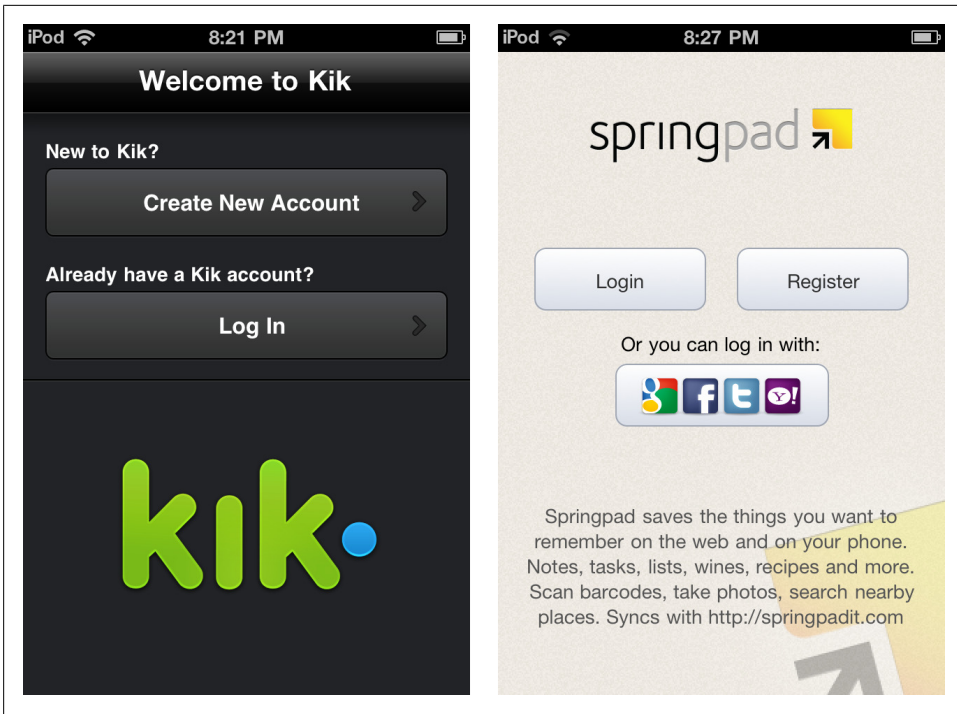 iPod 8:21 PM
Welcome to Kik
New to Kik?
Create New Account
Already have a Kik account?
Log In
kik
iPod 8:27 PM
springpad
Login Register
Or you can log in with:
g f t Y!
Springpad saves the things you want to
remember on the web and on your phone.
Notes, tasks, lists, wines, recipes and more.
Scan barcodes, take photos, search nearby
places. Syncs with http://springpadit.com